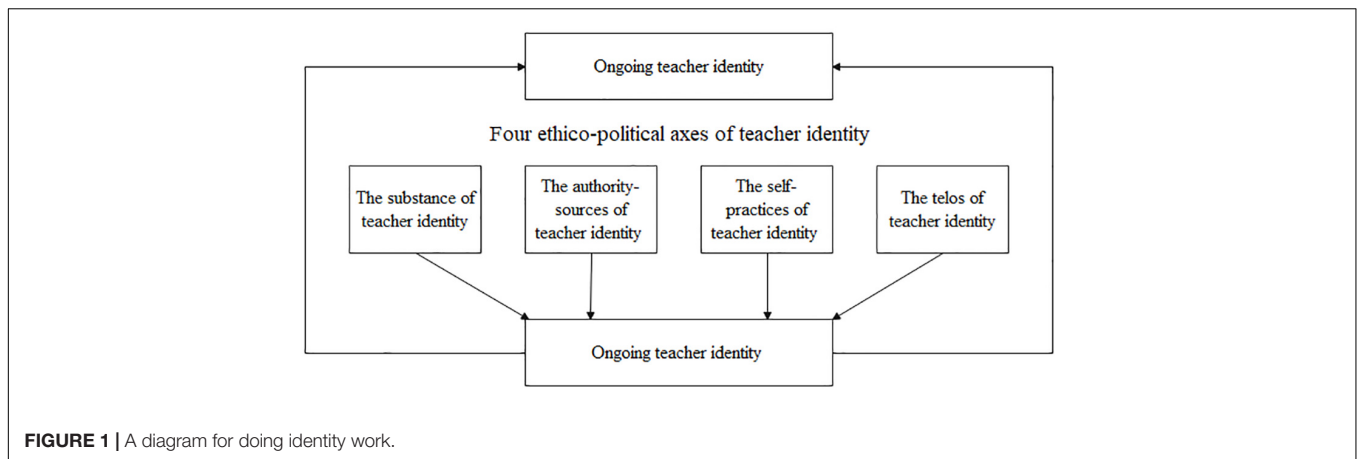 Ongoing teacher identity
Four ethico-political axes of teacher identity
The substance of
teacher identity
The authority-
sources of
teacher identity
The self-
practices of
teacher identity
The telos of
teacher identity
Ongoing teacher identity
FIGURE 1 | A diagram for doing identity work.